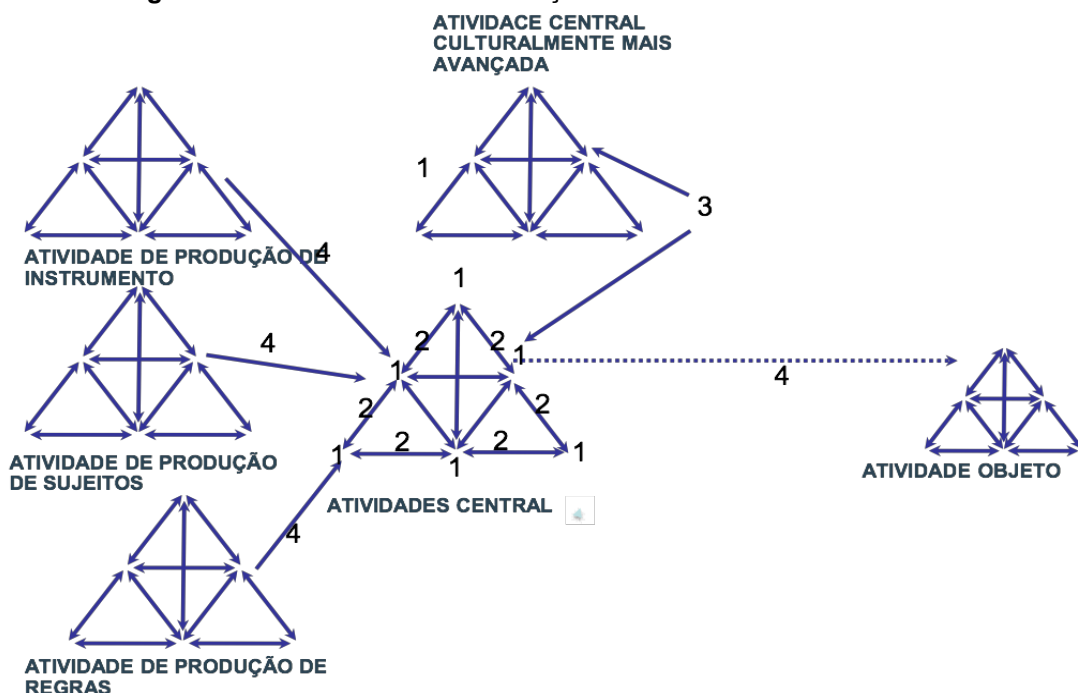 ATIVIDACE CENTRAL
CULTURALMENTE MAIS
AVANÇADA
1
3
ATIVIDADE DE PRODUÇÃO DE
INSTRUMENTO
4
1
4
2
2
1
1
4
2
2
1
2
2
1
1
ATIVIDADE DE PRODUÇÃO
DE SUJEITOS
ATIVIDADE OBJETO
ATIVIDADES CENTRAL
4
ATIVIDADE DE PRODUÇÃO DE
REGRAS